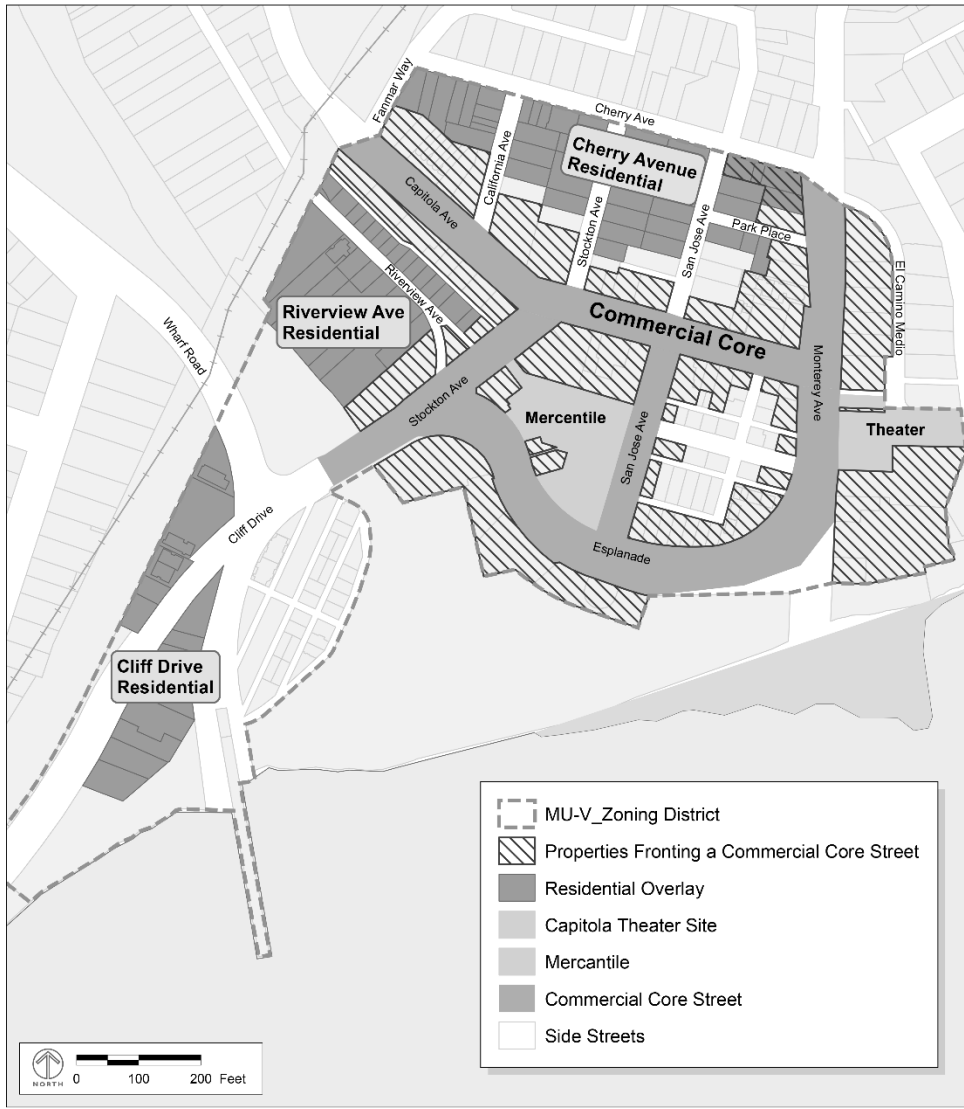 Fanmar Way
Cherry Ave
Cherry Avenue
Residential
California Ave
Stockton Ave
San Jose Ave
Park Place
Capitola Ave
Riverview Ave
Riverview Ave
Residential
Wharf Road
Commercial Core
El Camino Medio
Monterey Ave
Stockton Ave
Mercentile
San Jose Ave
Theater
Cliff Drive
Esplanade
Cliff Drive
Residential
MU-V_Zoning District
Properties Fronting a Commercial Core Street
Residential Overlay
Capitola Theater Site
Mercantile
Commercial Core Street
Side Streets
NORTH
0 100 200 Feet